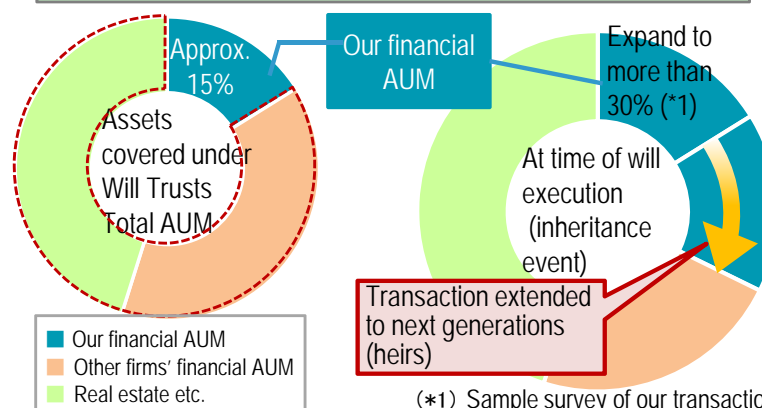 Approx.
15%
Assets
covered under
Will Trusts
Total AUM
Our financial
AUM
Expand to
more than
30% (*1)
At time of will
execution
(inheritance
event)
Transaction extended
to next generations
(heirs)
Our financial AUM
Other firms' financial AUM
Real estate etc.
(*1) Sample survey of our